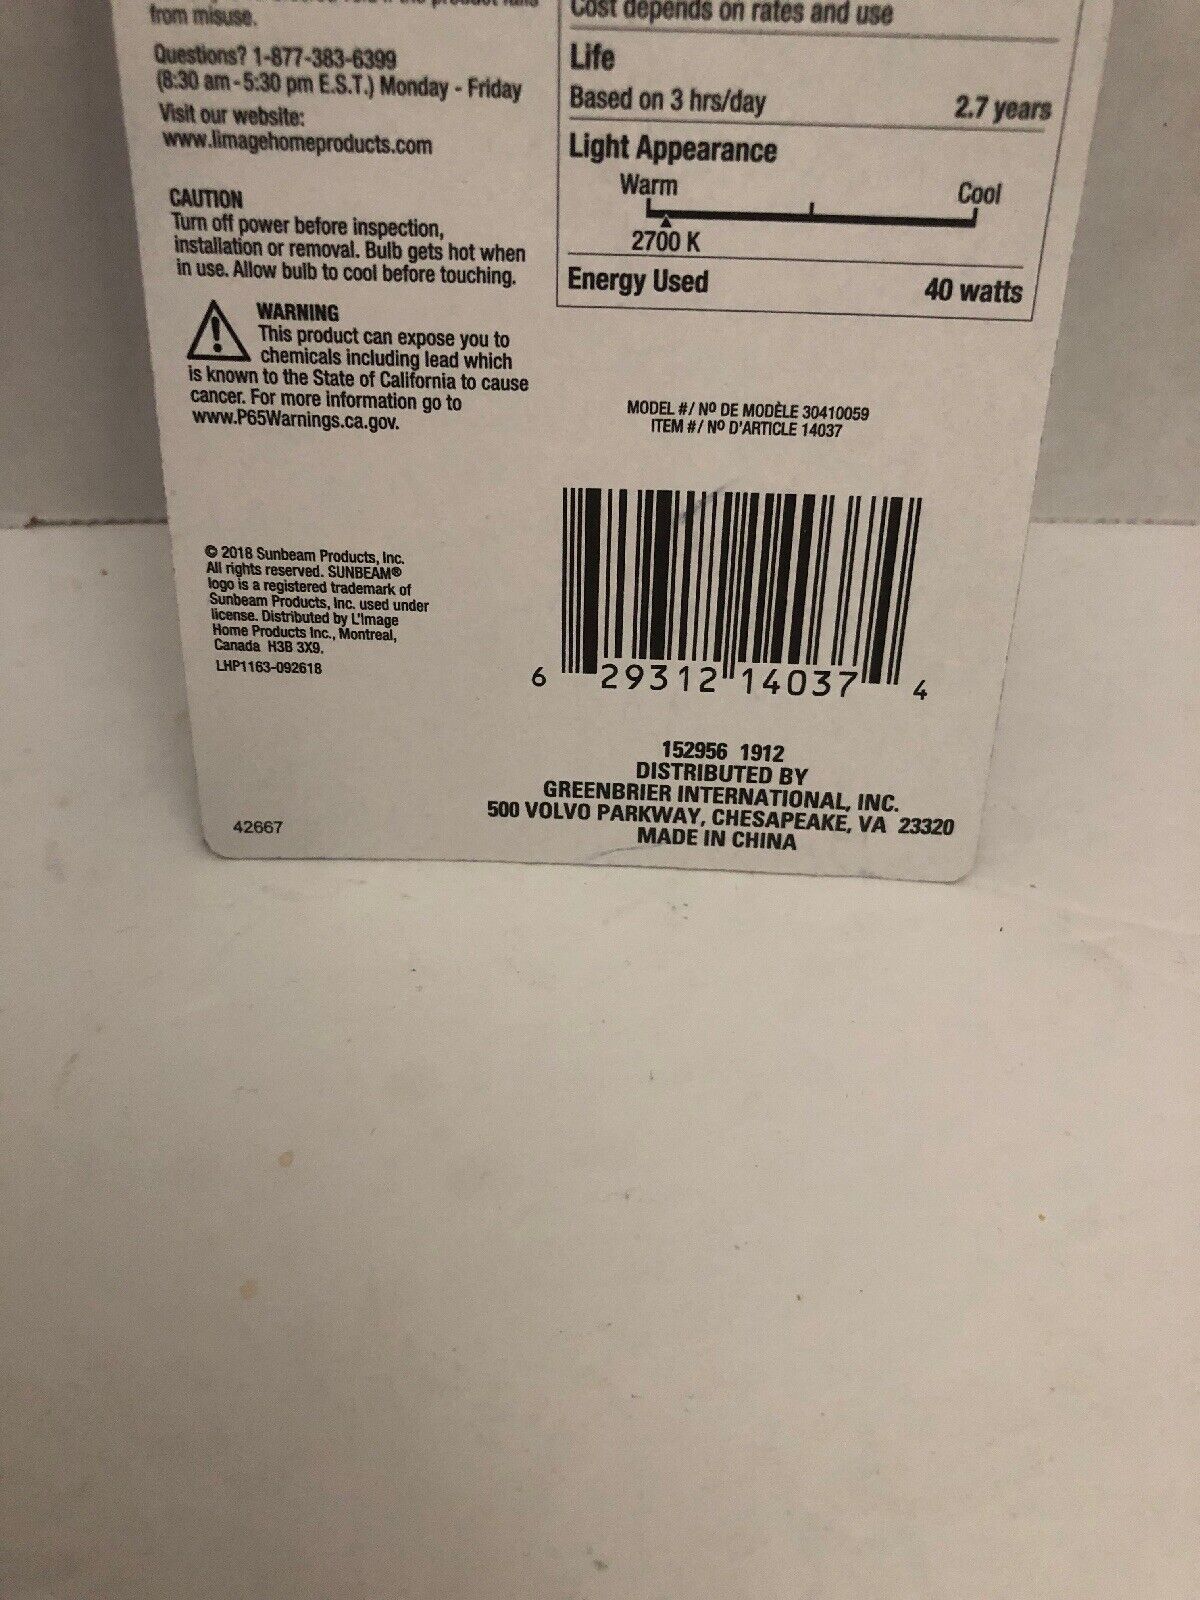 from misuse.
Questions? 1-877-383-6399
(8:30 am - 5:30 pm E.S.T.) Monday - Friday
Visit our website:
www.limagehomeproducts.com
CAUTION
Turn off power before inspection,
installation or removal. Bulb gets hot when
in use. Allow bulb to cool before touching.
WARNING
This product can expose you to
chemicals including lead which
is known to the State of California to cause
cancer. For more information go to
www.P65Warnings.ca.gov.
© 2018 Sunbeam Products, Inc.
All rights reserved. SUNBEAM®
logo is a registered trademark of
Sunbeam Products, Inc. used under
license. Distributed by L'Image
Home Products Inc., Montreal,
Canada H3B 3X9.
LHP1163-092618
42667
Cost depends on rates and use
Life
Based on 3 hrs/day 2.7 years
Light Appearance
Warm Cool
2700 K
Energy Used 40 watts
MODEL #/ Nº DE MODÈLE 30410059
ITEM #/ Nº D'ARTICLE 14037
6 29312 14037 4
152956 1912
DISTRIBUTED BY
GREENBRIER INTERNATIONAL, INC.
500 VOLVO PARKWAY, CHESAPEAKE, VA 23320
MADE IN CHINA